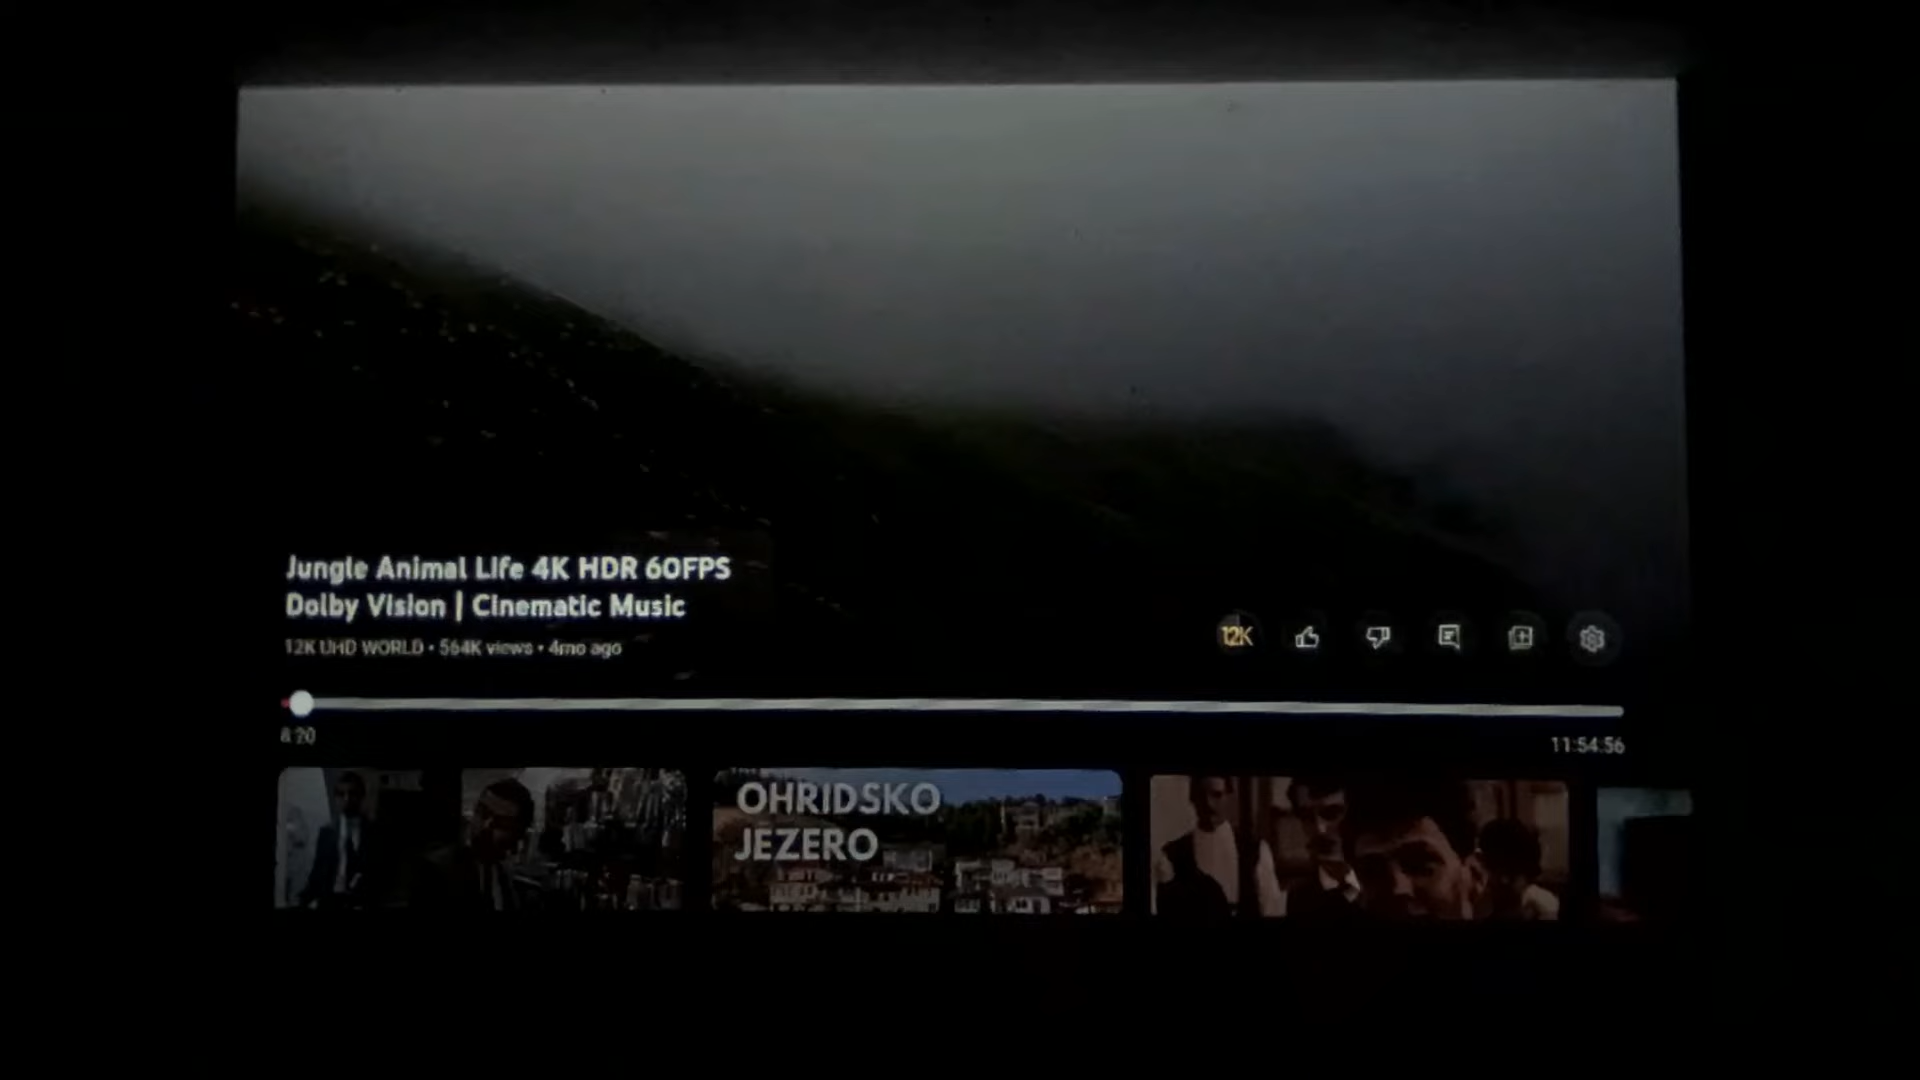 Jungle Animal Life 4K HDR 60FPS
Dolby Vision | Cinematic Music
12K UHD WORLD • 564K views • 4mo ago
12K
8:20
11:54:56
OHRIDSKO
JEZERO